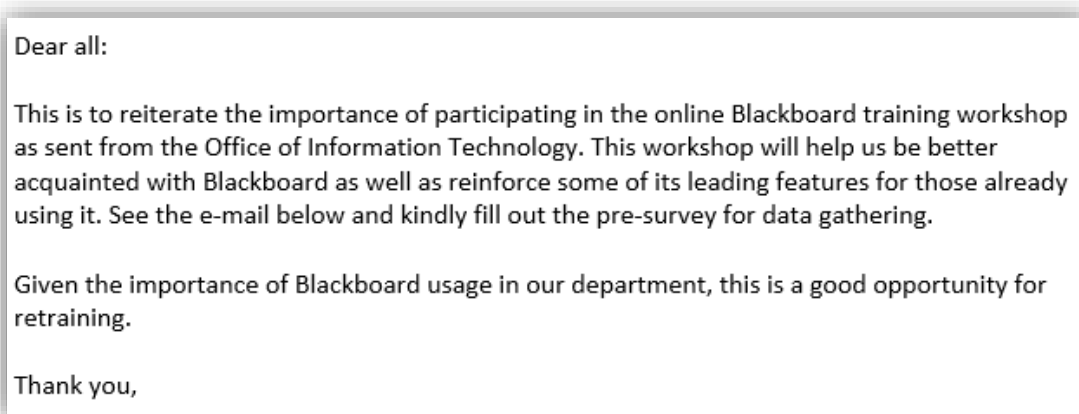 Dear all:
This is to reiterate the importance of participating in the online Blackboard training workshop
as sent from the Office of Information Technology. This workshop will help us be better
acquainted with Blackboard as well as reinforce some of its leading features for those already
using it. See the e-mail below and kindly fill out the pre-survey for data gathering.
Given the importance of Blackboard usage in our department, this is a good opportunity for
retraining.
Thank you,